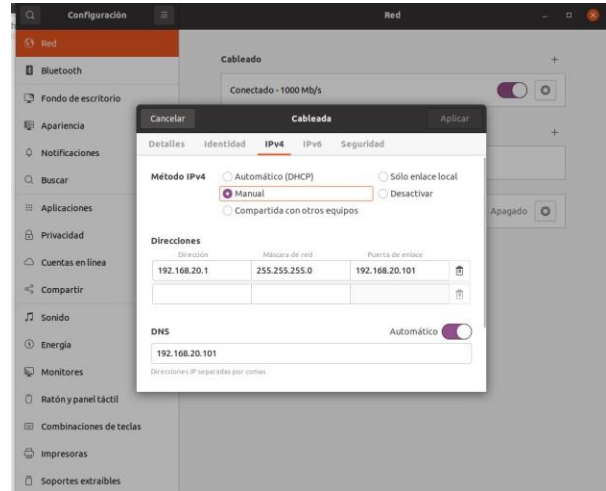 Configuración
Red
Red
Bluetooth
Fondo de escritorio
Apariencia
Notificaciones
Buscar
Aplicaciones
Privacidad
Cuentas en línea
Compartir
Sonido
Energía
Monitores
Ratón y panel táctil
Combinaciones de teclas
Impresoras
Soportes extraíbles
Cableado
Conectado - 1000 Mb/s
Apagado
Cancelar
Cableada
Aplicar
Detalles Identidad IPv4 IPv6 Seguridad
Método IPv4
Automático (DHCP)
Sólo enlace local
Manual
Desactivar
Compartida con otros equipos
Direcciones
Dirección Máscara de red Puerta de enlace
192.168.20.1 255.255.255.0 192.168.20.101
DNS
Automático
192.168.20.101
Direcciones IP separadas por comas